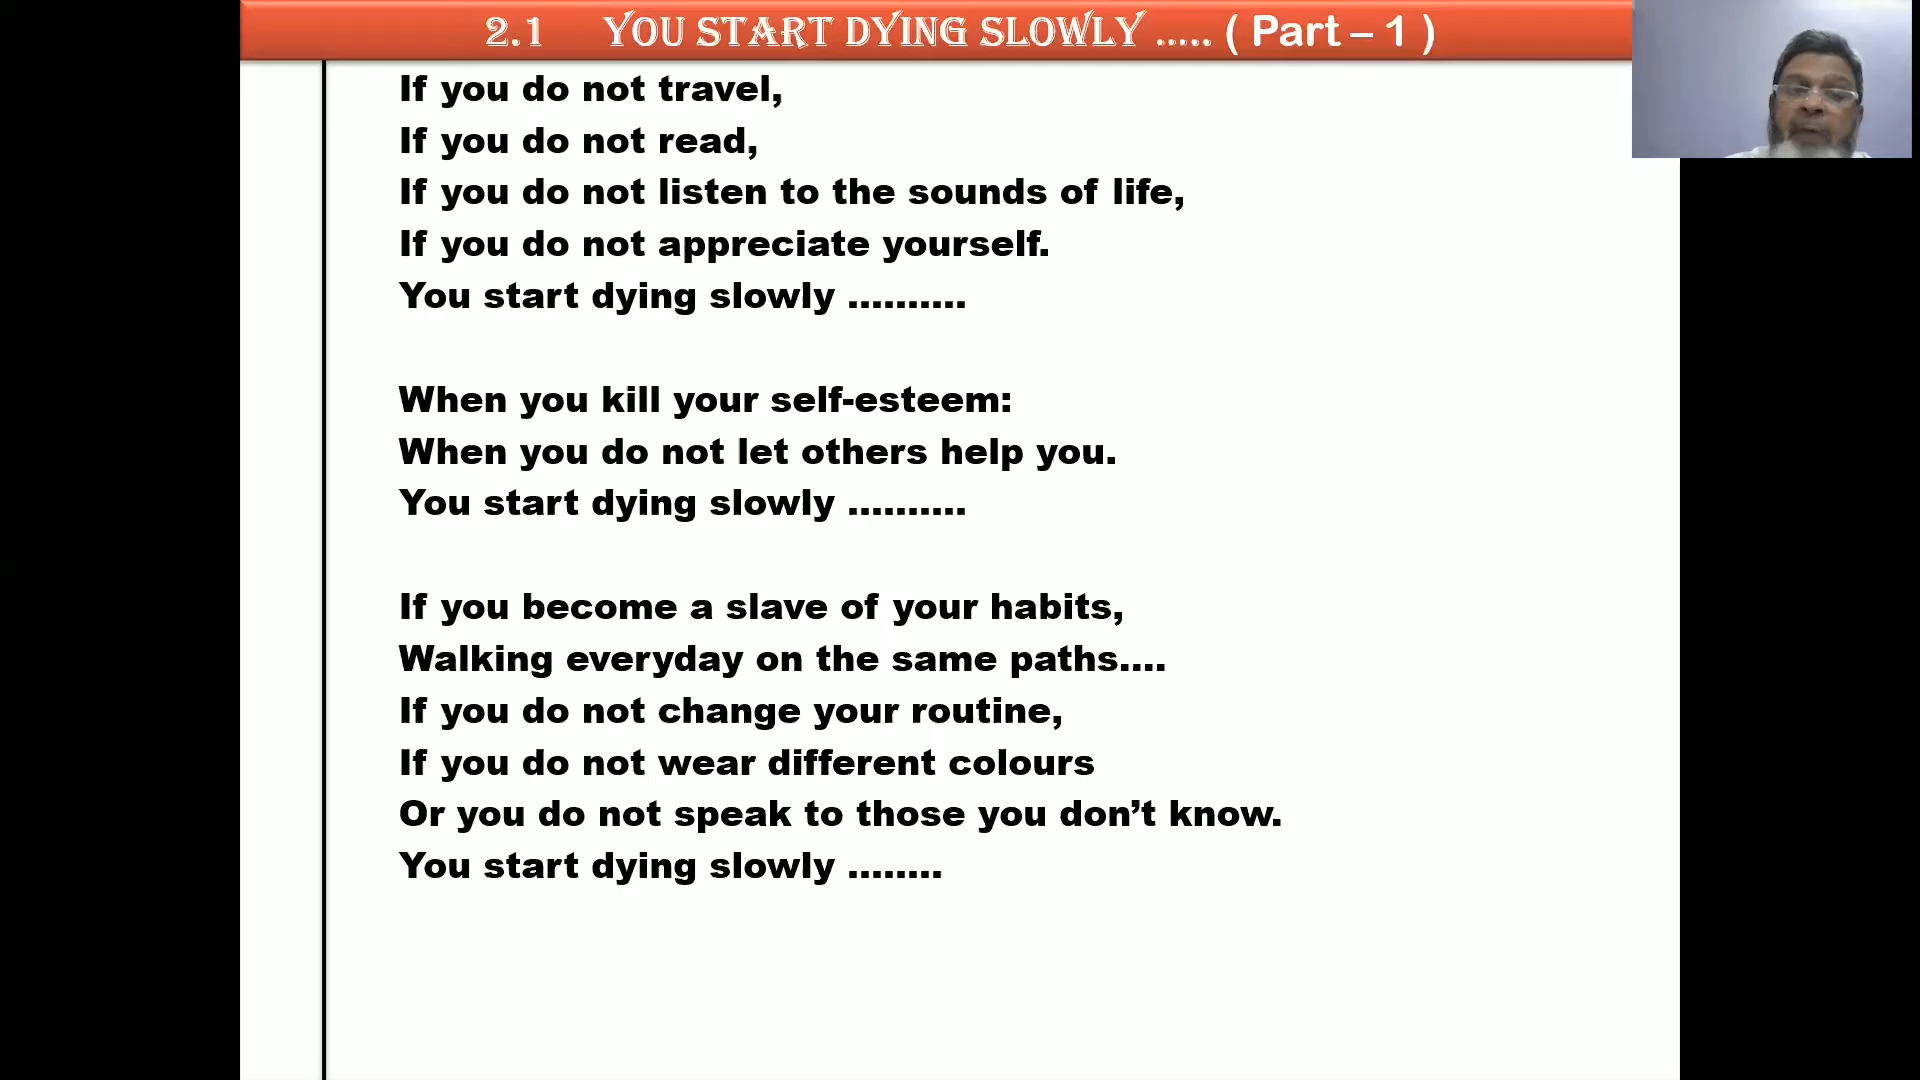 2.1 YOU START DYING SLOWLY ..... ( Part – 1 )
If you do not travel,
If you do not read,
If you do not listen to the sounds of life,
If you do not appreciate yourself.
You start dying slowly ..........
When you kill your self-esteem:
When you do not let others help you.
You start dying slowly ..........
If you become a slave of your habits,
Walking everyday on the same paths....
If you do not change your routine,
If you do not wear different colours
Or you do not speak to those you don’t know.
You start dying slowly ........